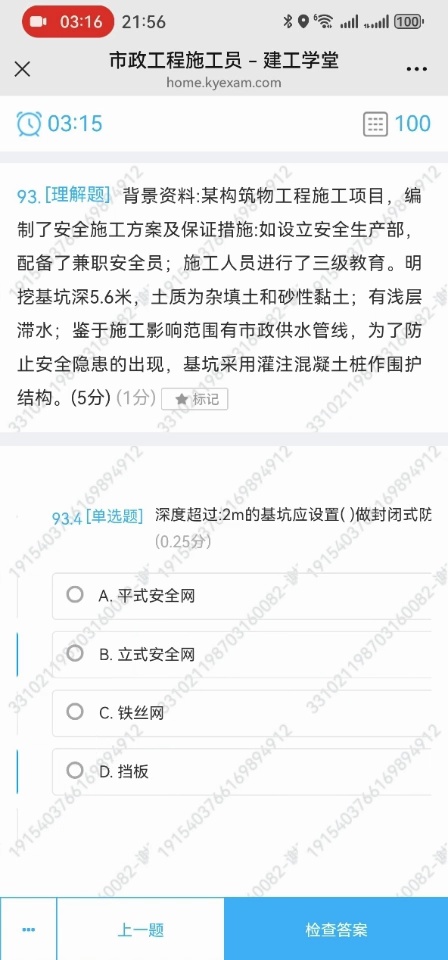 03:16 21:56 6 100
市政工程施工员 - 建工学堂
home.kyexam.com
03:15 100
93.[理解题] 背景资料:某构筑物工程施工项目，编
制了安全施工方案及保证措施:如设立安全生产部，
配备了兼职安全员；施工人员进行了三级教育。明
挖基坑深5.6米，土质为杂填土和砂性黏土；有浅层
滞水；鉴于施工影响范围有市政供水管线，为了防
止安全隐患的出现，基坑采用灌注混凝土桩作围护
结构。(5分) (1分) ★标记
93.4 [单选题] 深度超过:2m的基坑应设置( )做封闭式防
(0.25分)
A. 平式安全网
B. 立式安全网
C. 铁丝网
D. 挡板
··· 上一题 检查答案